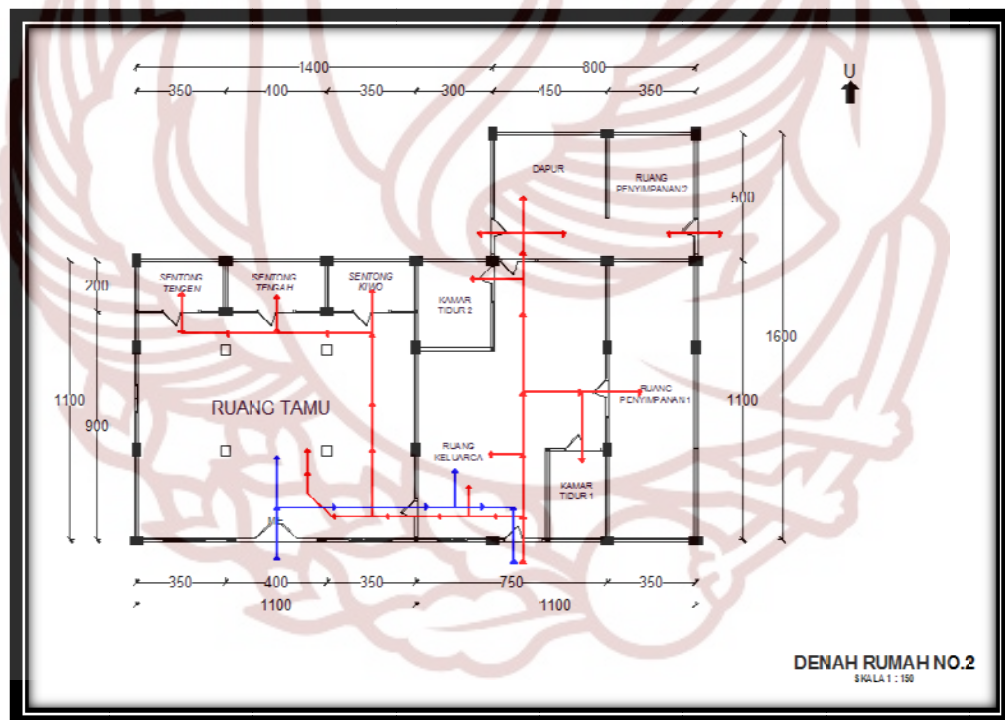 1400 800
350 400 350 300 450 350
U
DAPUR
RUANG
PENYIMPANAN 2
500
SENTONG
TENGEN
SENTONG
TENGAH
SENTONG
KIWO
200
KAMAR
TIDUR 2
1600
1100
900
RUANG TAMU
RUANG
PENYIMPANAN 1
1100
RUANG
KELUARGA
KAMAR
TIDUR 1
350 400 350 750 350
1100 1100
DENAH RUMAH NO.2
SKALA 1 : 150